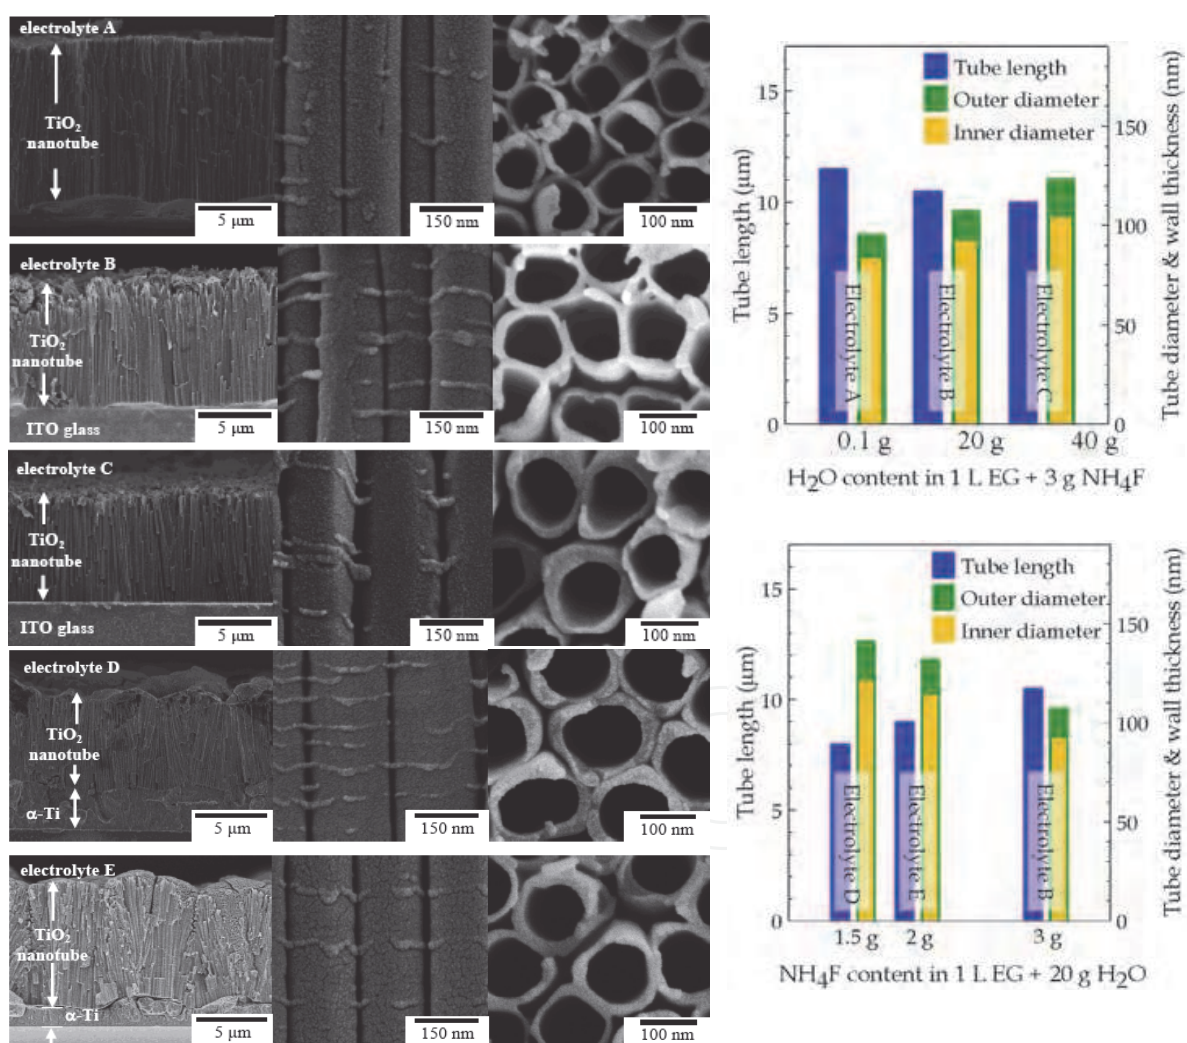 electrolyte A
TiO₂
nanotube
5 μm
150 nm
100 nm
electrolyte B
TiO₂
nanotube
ITO glass
5 μm
150 nm
100 nm
electrolyte C
TiO₂
nanotube
ITO glass
5 μm
150 nm
100 nm
electrolyte D
TiO₂
nanotube
α-Ti
5 μm
150 nm
100 nm
electrolyte E
TiO₂
nanotube
α-Ti
5 μm
150 nm
100 nm
Tube length
Outer diameter
Inner diameter
15
10
5
0
Tube length (μm)
150
100
50
0
Tube diameter & wall thickness (nm)
Electrolyte A
Electrolyte B
Electrolyte C
0.1 g 20 g 40 g
H₂O content in 1 L EG + 3 g NH₄F
Tube length
Outer diameter
Inner diameter
15
10
5
0
Tube length (μm)
150
100
50
0
Tube diameter & wall thickness (nm)
Electrolyte D
Electrolyte E
Electrolyte B
1.5 g 2 g 3 g
NH₄F content in 1 L EG + 20 g H₂O